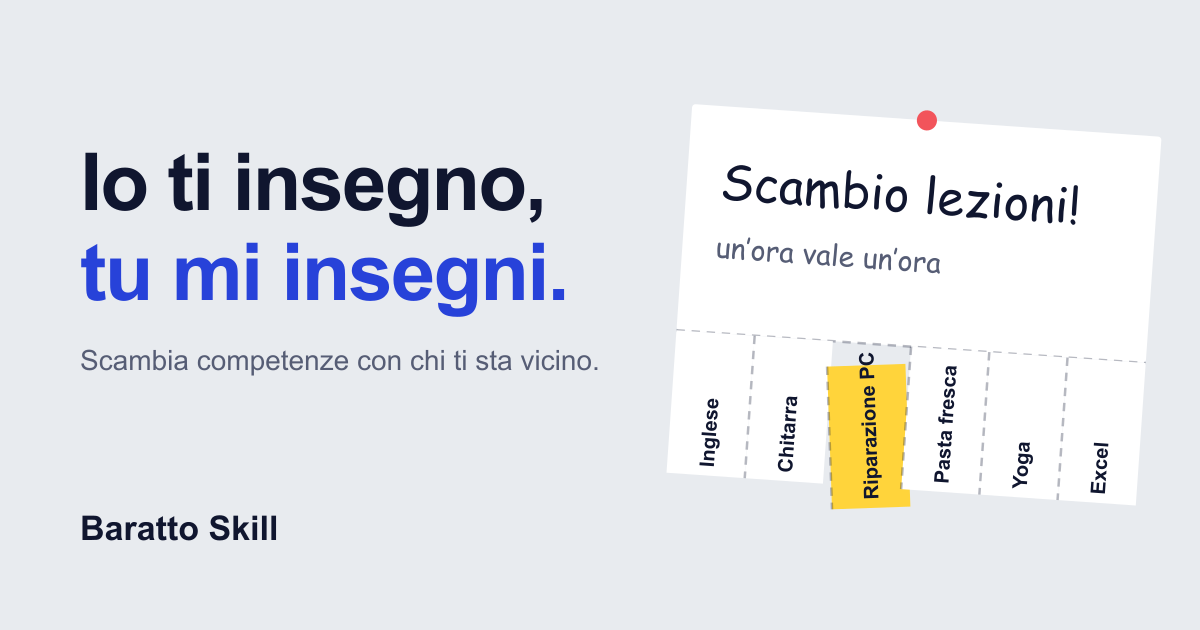 Io ti insegno,
tu mi insegni.
Scambia competenze con chi ti sta vicino.
Baratto Skill
Scambio lezioni!
un’ora vale un’ora
Inglese
Chitarra
Riparazione PC
Pasta fresca
Yoga
Excel